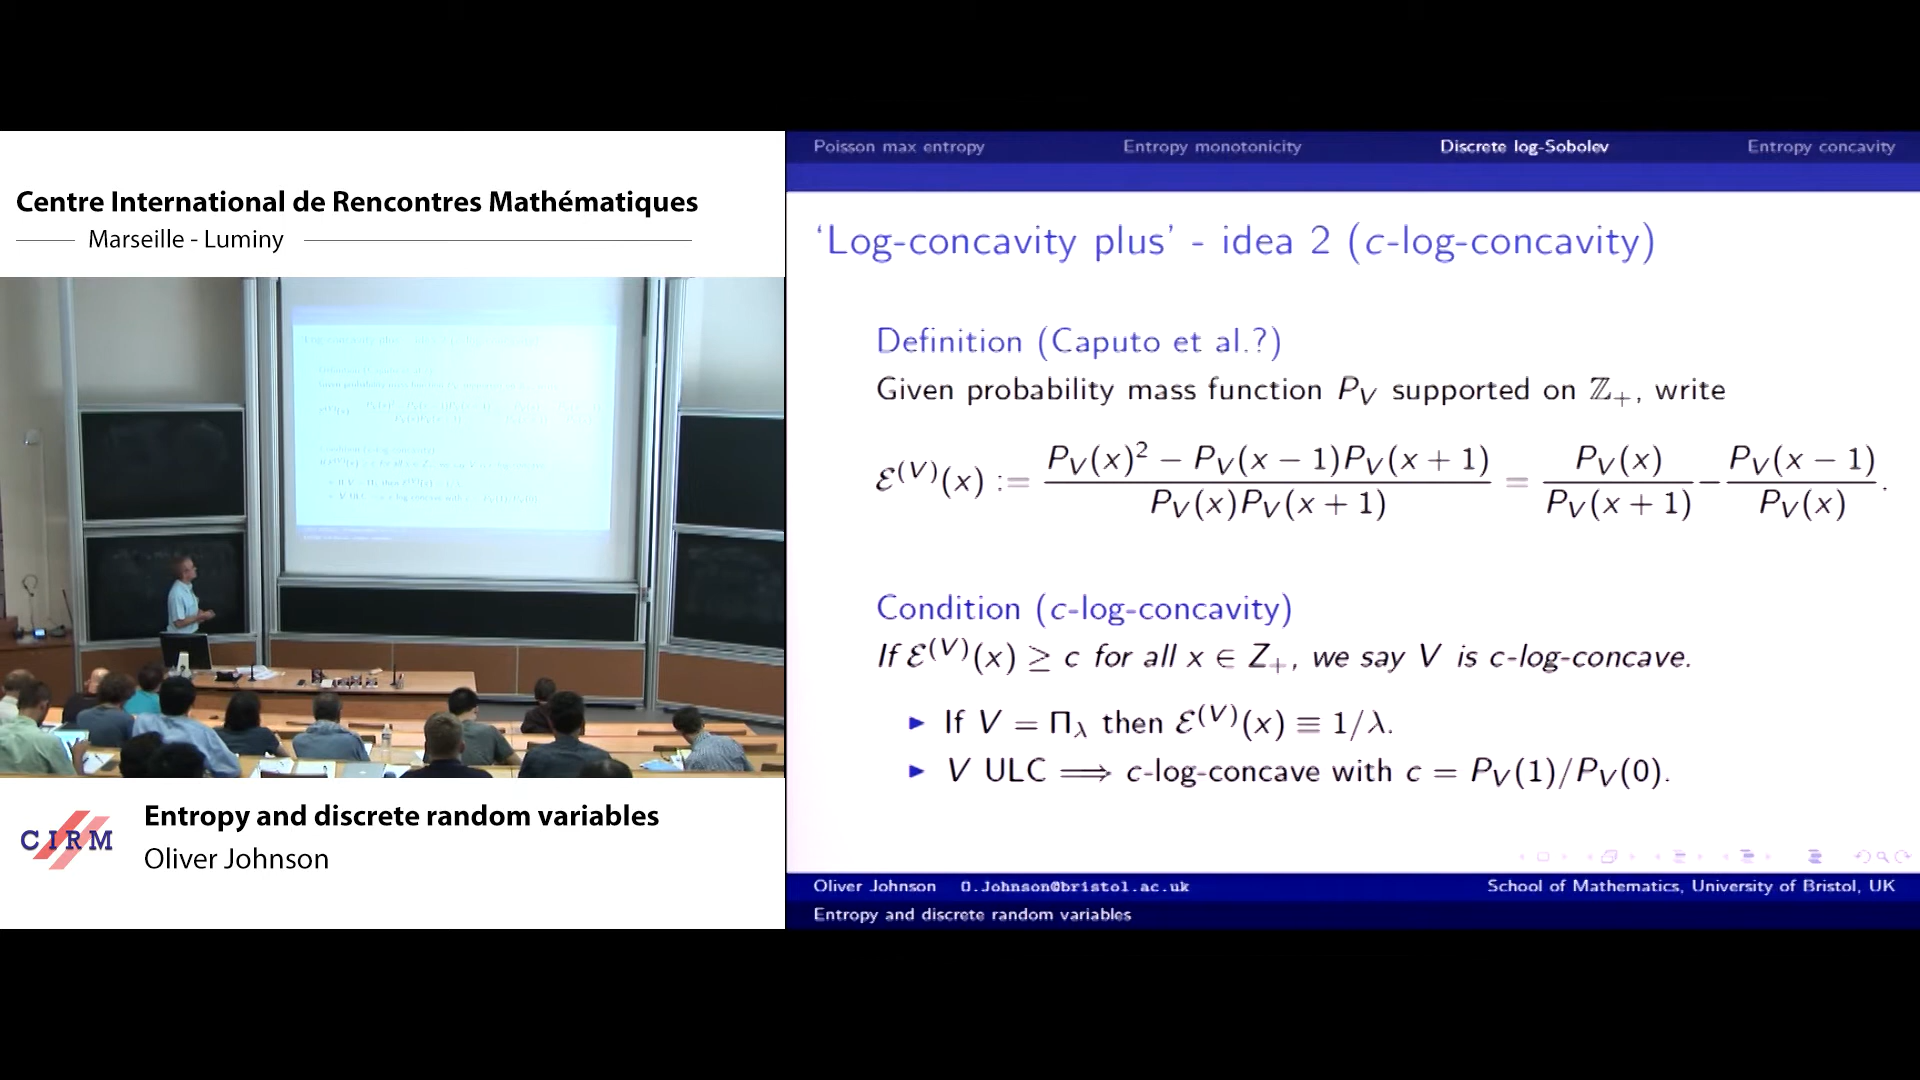 Centre International de Rencontres Mathématiques
Marseille - Luminy
CIRM
Entropy and discrete random variables
Oliver Johnson
Poisson max entropy Entropy monotonicity Discrete log-Sobolev Entropy concavity
‘Log-concavity plus’ - idea 2 (c-log-concavity)
Definition (Caputo et al.?)
Given probability mass function P_V supported on ℤ₊, write
ℰ^(V)(x) := (P_V(x)² − P_V(x − 1)P_V(x + 1)) / (P_V(x)P_V(x + 1)) = P_V(x)/P_V(x + 1) − P_V(x − 1)/P_V(x).
Condition (c-log-concavity)
If ℰ^(V)(x) ≥ c for all x ∈ Z₊, we say V is c-log-concave.
► If V = Π_λ then ℰ^(V)(x) ≡ 1/λ.
► V ULC ⟹ c-log-concave with c = P_V(1)/P_V(0).
Oliver Johnson O.Johnson@bristol.ac.uk School of Mathematics, University of Bristol, UK
Entropy and discrete random variables